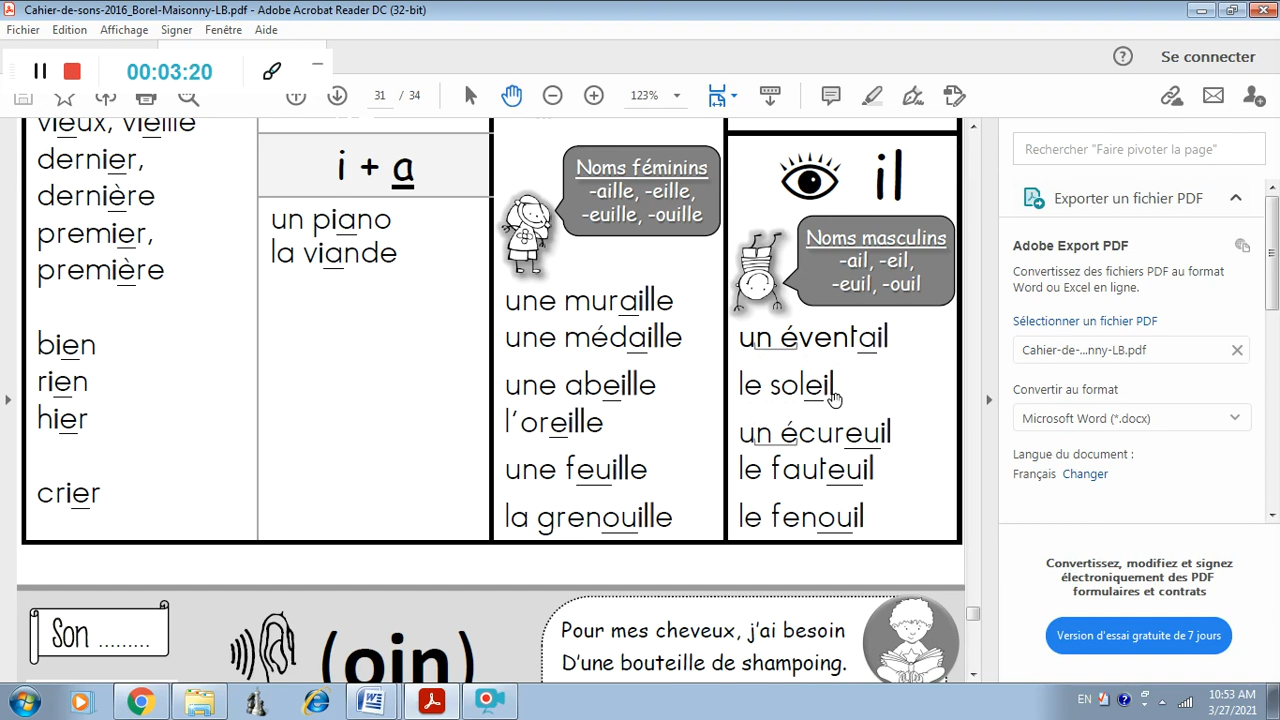 Cahier-de-sons-2016_Borel-Maisonny-LB.pdf - Adobe Acrobat Reader DC (32-bit)
Fichier Edition Affichage Signer Fenêtre Aide
00:03:20
Se connecter
31 / 34
123%
vieux, vieille
dernier,
dernière
premier,
première
bien
rien
hier
crier
i + a
un piano
la viande
Noms féminins
-aille, -eille,
-euille, -ouille
une muraille
une médaille
une abeille
l'oreille
une feuille
la grenouille
il
Noms masculins
-ail, -eil,
-euil, -ouil
un éventail
le soleil
un écureuil
le fauteuil
le fenouil
Son .........
(oin)
Pour mes cheveux, j'ai besoin
D'une bouteille de shampoing.
Rechercher "Faire pivoter la page"
Exporter un fichier PDF
Adobe Export PDF
Convertissez des fichiers PDF au format
Word ou Excel en ligne.
Sélectionner un fichier PDF
Cahier-de-...nny-LB.pdf
Convertir au format
Microsoft Word (*.docx)
Langue du document :
Français Changer
Convertissez, modifiez et signez
électroniquement des PDF
formulaires et contrats
Version d'essai gratuite de 7 jours
EN
10:53 AM
3/27/2021